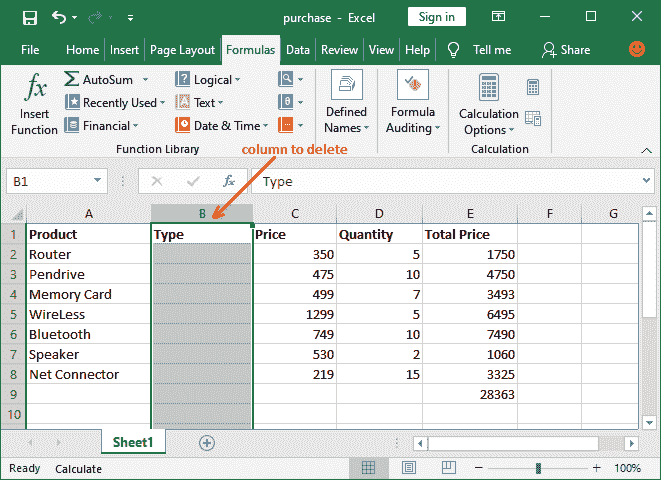 purchase - Excel Sign in
File Home Insert Page Layout Formulas Data Review View Help Tell me Share
fx Insert Function
AutoSum
Recently Used
Financial
Logical
Text
Date & Time
θ
Defined Names
Formula Auditing
Calculation Options
Function Library Calculation
column to delete
B1 fx Type
A B C D E F G
1 Product Type Price Quantity Total Price
2 Router 350 5 1750
3 Pendrive 475 10 4750
4 Memory Card 499 7 3493
5 WireLess 1299 5 6495
6 Bluetooth 749 10 7490
7 Speaker 530 2 1060
8 Net Connector 219 15 3325
9 28363
10
Sheet1
Ready Calculate 100%